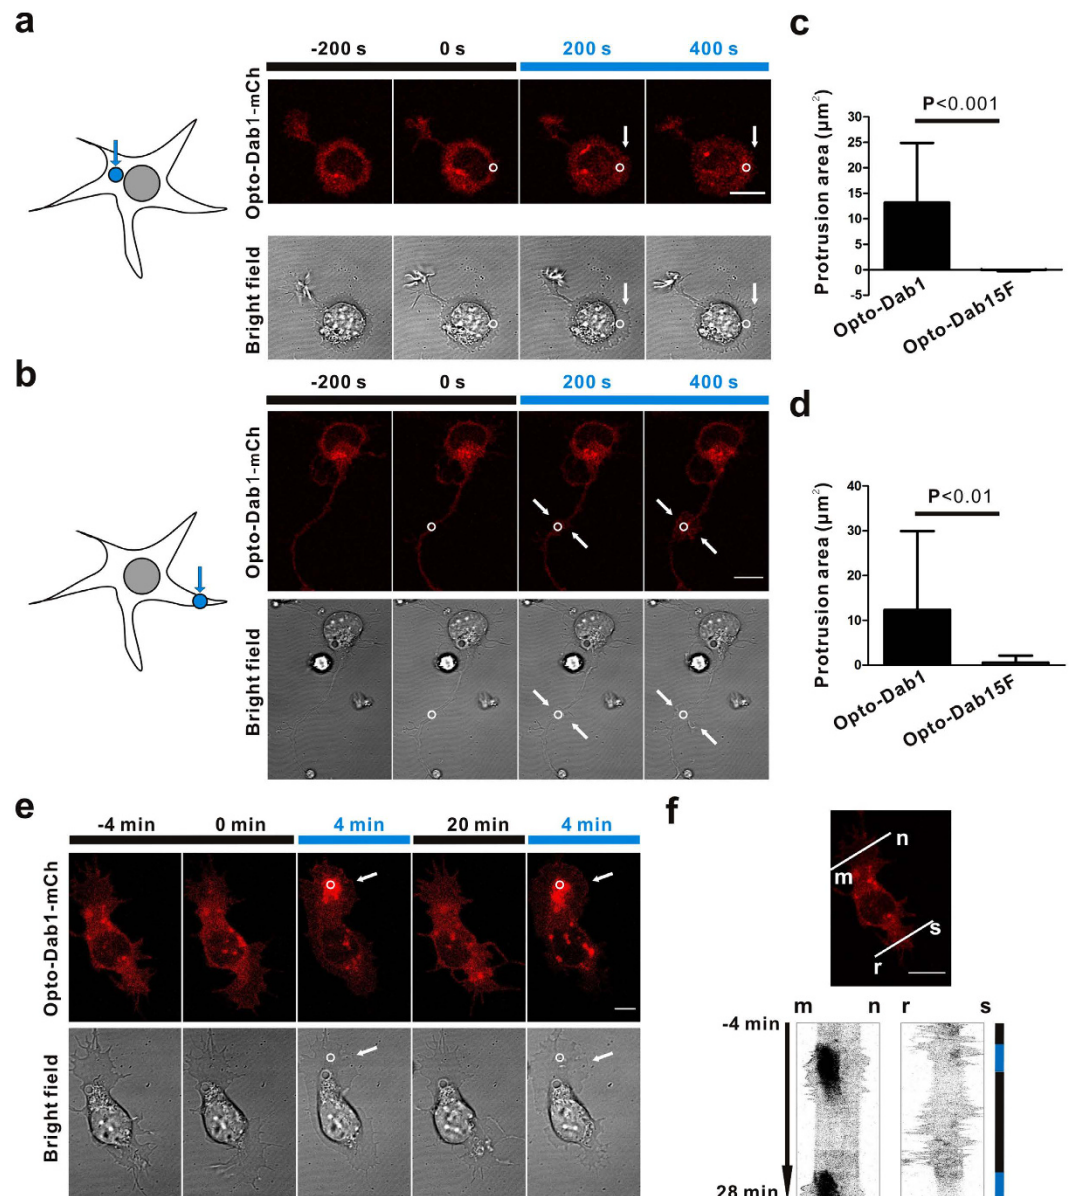 a
-200 s 0 s 200 s 400 s
Opto-Dab1-mCh
Bright field
b
-200 s 0 s 200 s 400 s
Opto-Dab1-mCh
Bright field
c
P<0.001
Protrusion area (µm²)
30
25
20
15
10
5
0
-5
Opto-Dab1
Opto-Dab15F
d
P<0.01
Protrusion area (µm²)
40
30
20
10
0
Opto-Dab1
Opto-Dab15F
e
-4 min 0 min 4 min 20 min 4 min
Opto-Dab1-mCh
Bright field
f
n
m
s
r
m n r s
-4 min
28 min